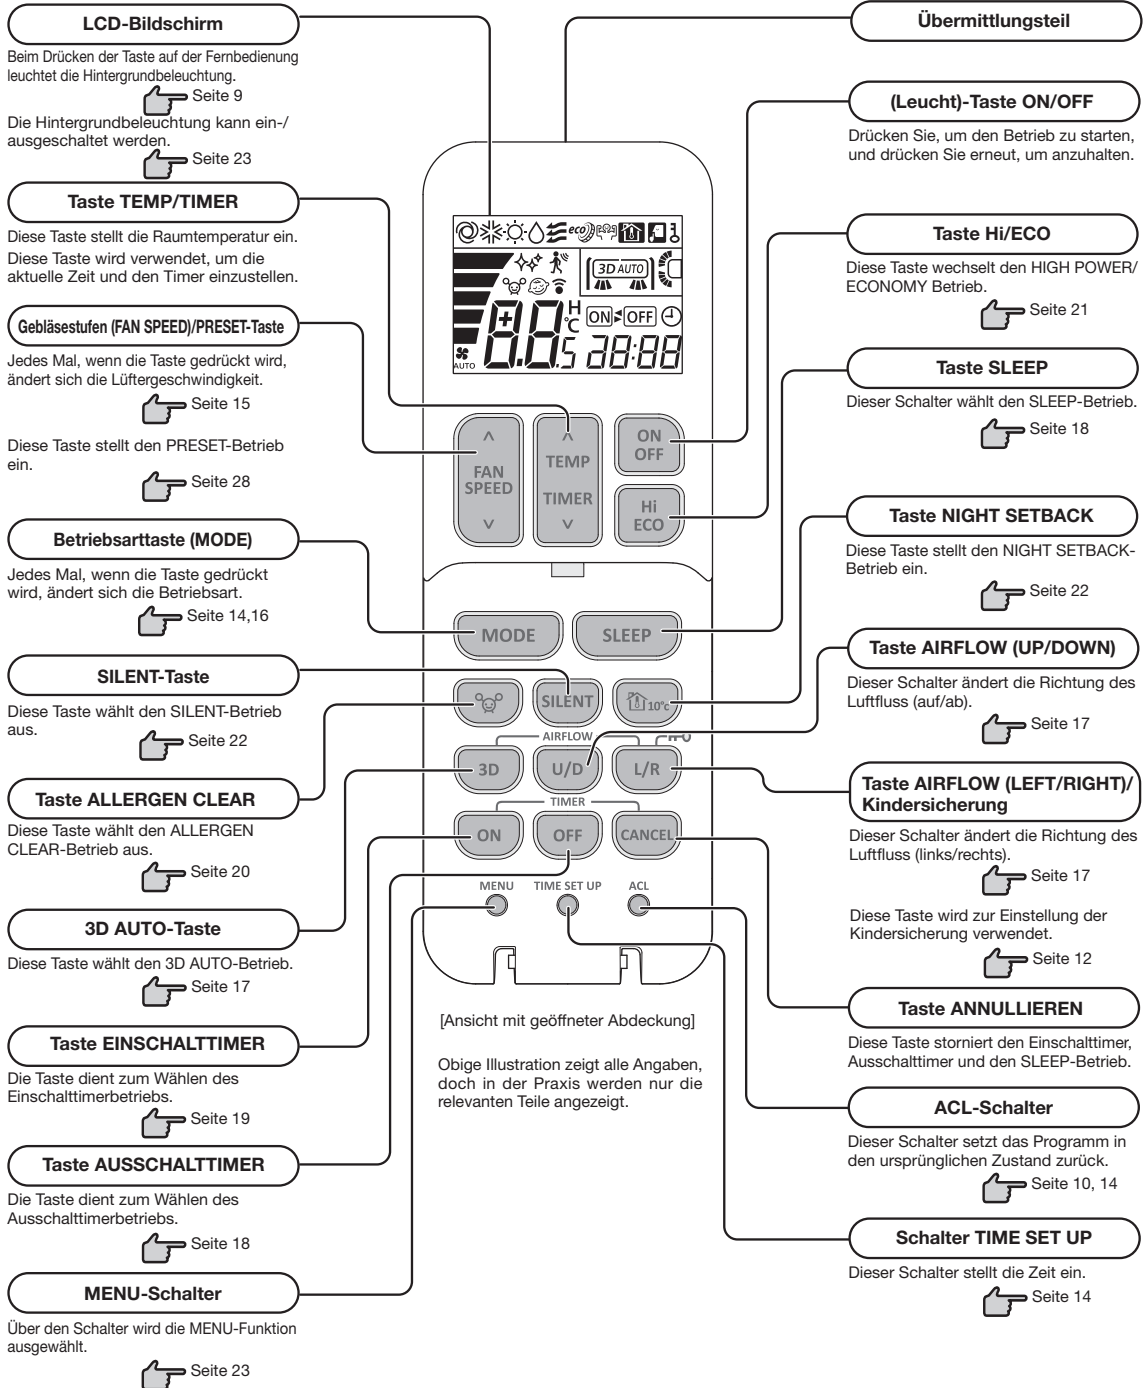 LCD-Bildschirm
Beim Drücken der Taste auf der Fernbedienung
leuchtet die Hintergrundbeleuchtung.
Seite 9
Die Hintergrundbeleuchtung kann ein-/
ausgeschaltet werden.
Seite 23
Taste TEMP/TIMER
Diese Taste stellt die Raumtemperatur ein.
Diese Taste wird verwendet, um die
aktuelle Zeit und den Timer einzustellen.
Gebläsestufen (FAN SPEED)/PRESET-Taste
Jedes Mal, wenn die Taste gedrückt wird,
ändert sich die Lüftergeschwindigkeit.
Seite 15
Diese Taste stellt den PRESET-Betrieb
ein.
Seite 28
Betriebsarttaste (MODE)
Jedes Mal, wenn die Taste gedrückt
wird, ändert sich die Betriebsart.
Seite 14,16
SILENT-Taste
Diese Taste wählt den SILENT-Betrieb
aus.
Seite 22
Taste ALLERGEN CLEAR
Diese Taste wählt den ALLERGEN
CLEAR-Betrieb aus.
Seite 20
3D AUTO-Taste
Diese Taste wählt den 3D AUTO-Betrieb.
Seite 17
Taste EINSCHALTTIMER
Die Taste dient zum Wählen des
Einschalttimerbetriebs.
Seite 19
Taste AUSSCHALTTIMER
Die Taste dient zum Wählen des
Ausschalttimerbetriebs.
Seite 18
MENU-Schalter
Über den Schalter wird die MENU-Funktion
ausgewählt.
Seite 23
eco
3D AUTO
H
°C
ON
OFF
88.5
88:88
AUTO
FAN
SPEED
TEMP
TIMER
ON
OFF
Hi
ECO
MODE
SLEEP
SILENT
10°C
AIRFLOW
3D
U/D
L/R
TIMER
ON
OFF
CANCEL
MENU
TIME SET UP
ACL
[Ansicht mit geöffneter Abdeckung]
Obige Illustration zeigt alle Angaben,
doch in der Praxis werden nur die
relevanten Teile angezeigt.
Übermittlungsteil
(Leucht)-Taste ON/OFF
Drücken Sie, um den Betrieb zu starten,
und drücken Sie erneut, um anzuhalten.
Taste Hi/ECO
Diese Taste wechselt den HIGH POWER/
ECONOMY Betrieb.
Seite 21
Taste SLEEP
Dieser Schalter wählt den SLEEP-Betrieb.
Seite 18
Taste NIGHT SETBACK
Diese Taste stellt den NIGHT SETBACK-
Betrieb ein.
Seite 22
Taste AIRFLOW (UP/DOWN)
Dieser Schalter ändert die Richtung des
Luftfluss (auf/ab).
Seite 17
Taste AIRFLOW (LEFT/RIGHT)/
Kindersicherung
Dieser Schalter ändert die Richtung des
Luftfluss (links/rechts).
Seite 17
Diese Taste wird zur Einstellung der
Kindersicherung verwendet.
Seite 12
Taste ANNULLIEREN
Diese Taste storniert den Einschalttimer,
Ausschalttimer und den SLEEP-Betrieb.
ACL-Schalter
Dieser Schalter setzt das Programm in
den ursprünglichen Zustand zurück.
Seite 10, 14
Schalter TIME SET UP
Dieser Schalter stellt die Zeit ein.
Seite 14